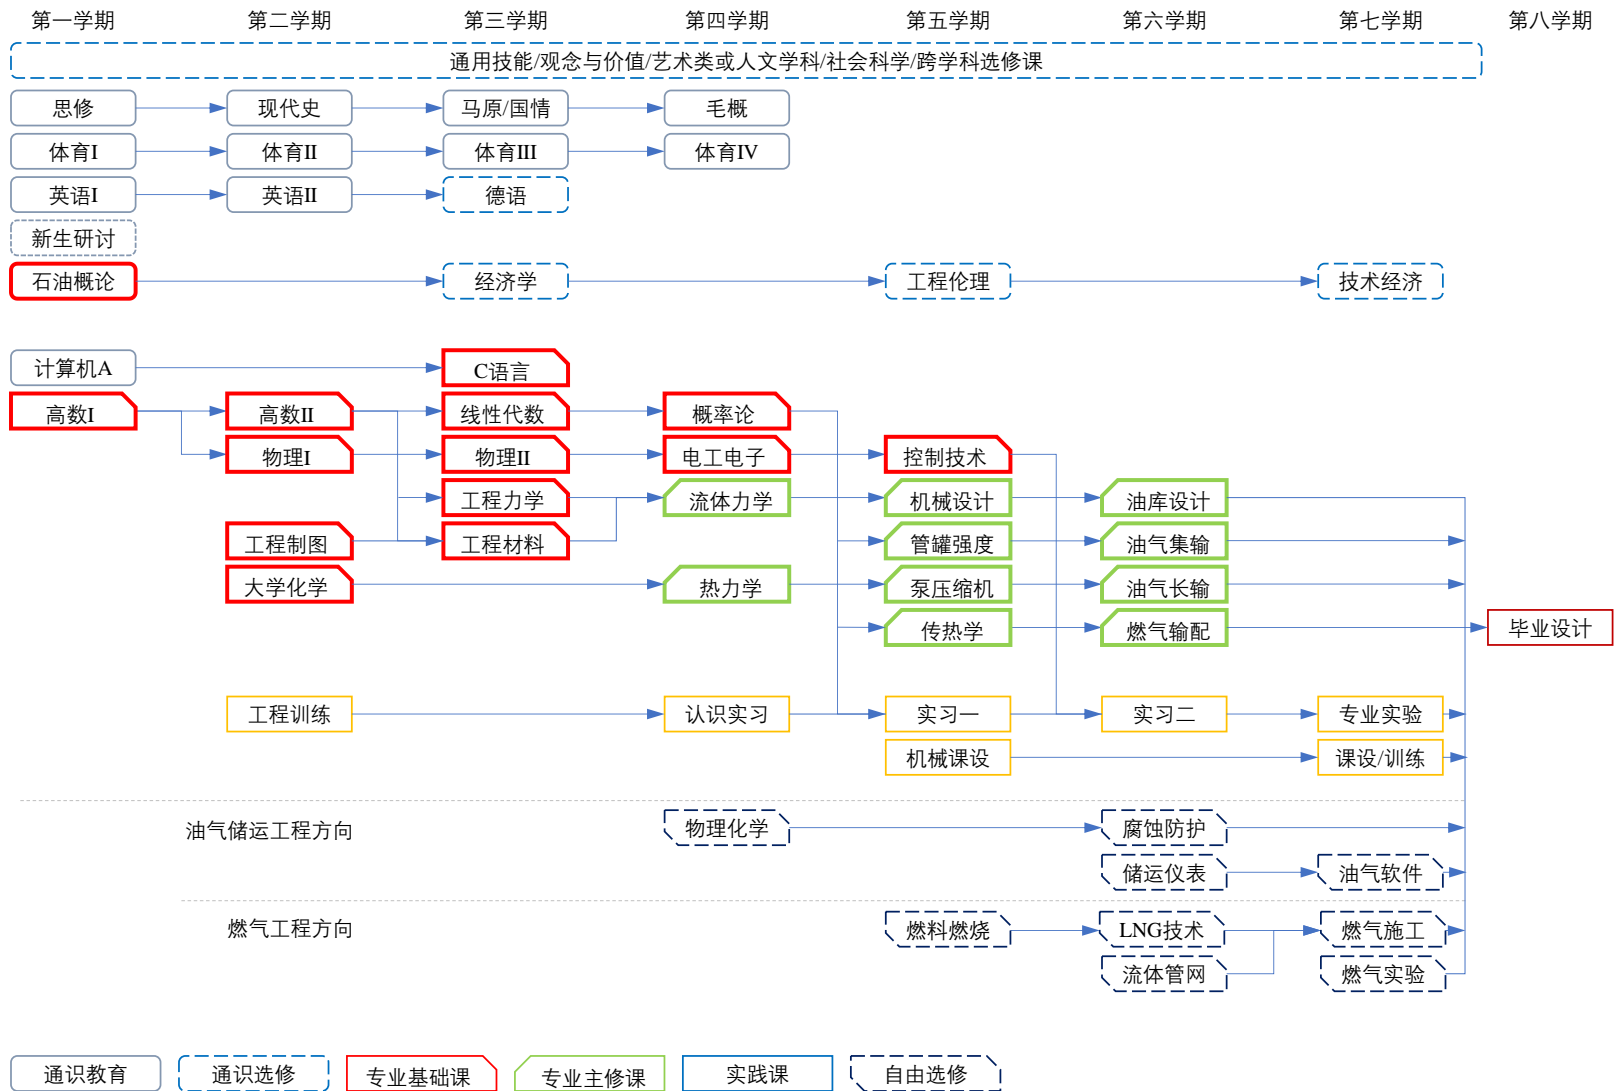 第一学期 第二学期 第三学期 第四学期 第五学期 第六学期 第七学期 第八学期
通用技能/观念与价值/艺术类或人文学科/社会科学/跨学科选修课
思修 现代史 马原/国情 毛概
体育I 体育II 体育III 体育IV
英语I 英语II 德语
新生研讨
石油概论 经济学 工程伦理 技术经济
计算机A C语言
高数I 高数II 线性代数 概率论
物理I 物理II 电工电子 控制技术
工程力学 流体力学 机械设计 油库设计
工程制图 工程材料 管罐强度 油气集输
大学化学 热力学 泵压缩机 油气长输
传热学 燃气输配 毕业设计
工程训练 认识实习 实习一 实习二 专业实验
机械课设 课设/训练
油气储运工程方向 物理化学 腐蚀防护
储运仪表 油气软件
燃气工程方向 燃料燃烧 LNG技术 燃气施工
流体管网 燃气实验
通识教育 通识选修 专业基础课 专业主修课 实践课 自由选修